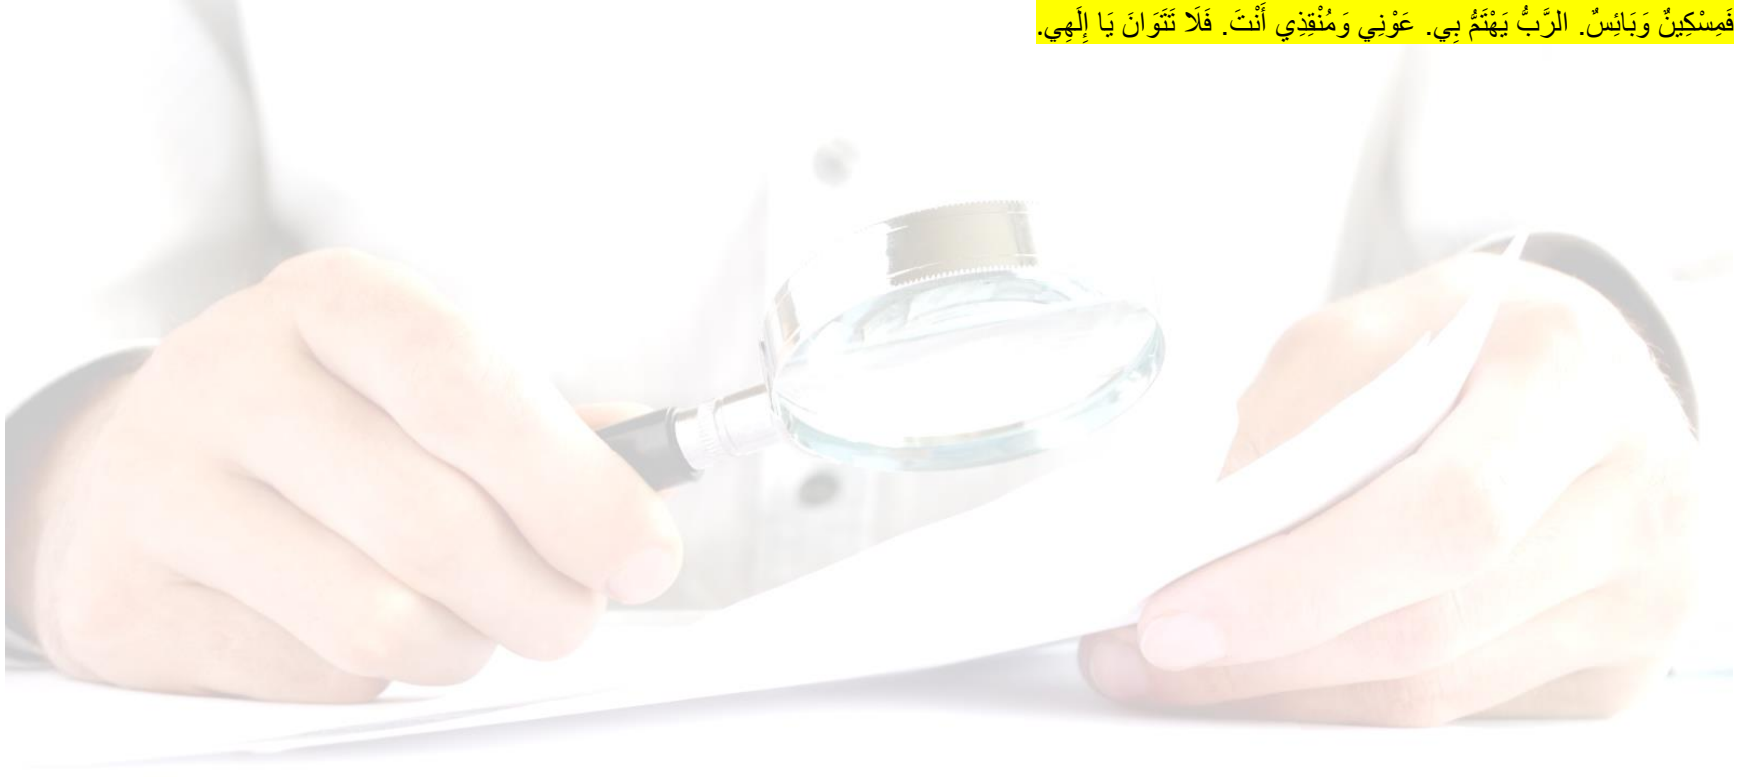 فَمِسْكِينٌ وَبَائِسٌ. الرَّبُّ يَهْتَمُّ بِي. عَوْنِي وَمُنْقِذِي أَنْتَ. فَلَا تَتَوَانَ يَا إِلَهِي.